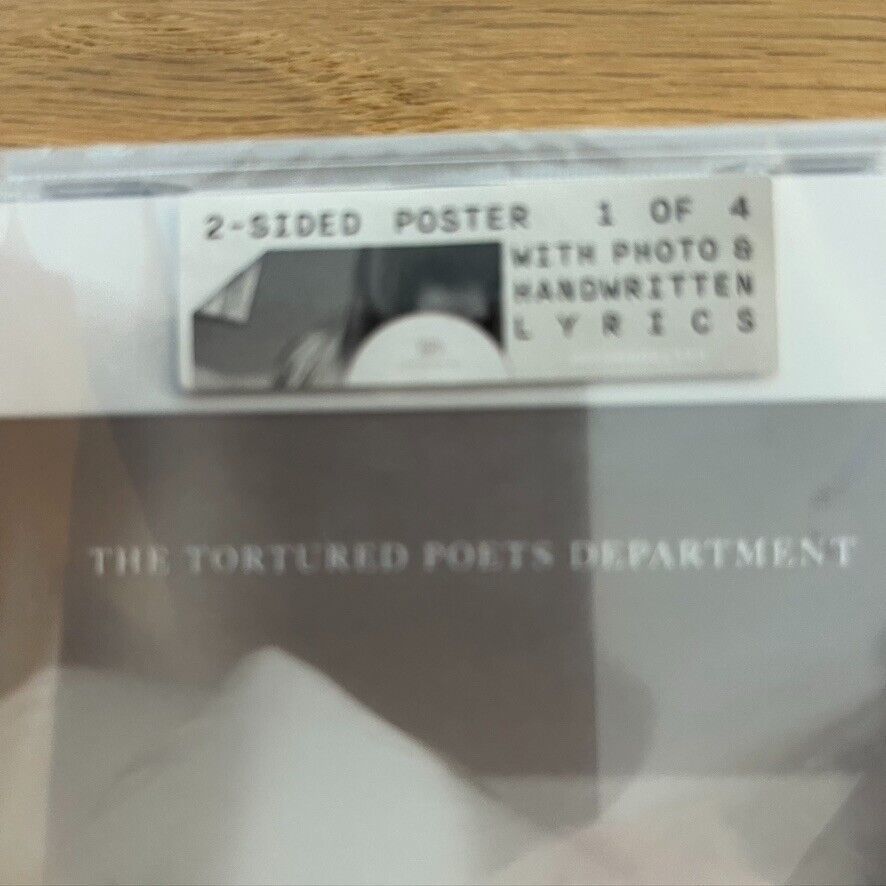 2-SIDED POSTER 1 OF 4
WITH PHOTO &
HANDWRITTEN
LYRICS
THE TORTURED POETS DEPARTMENT